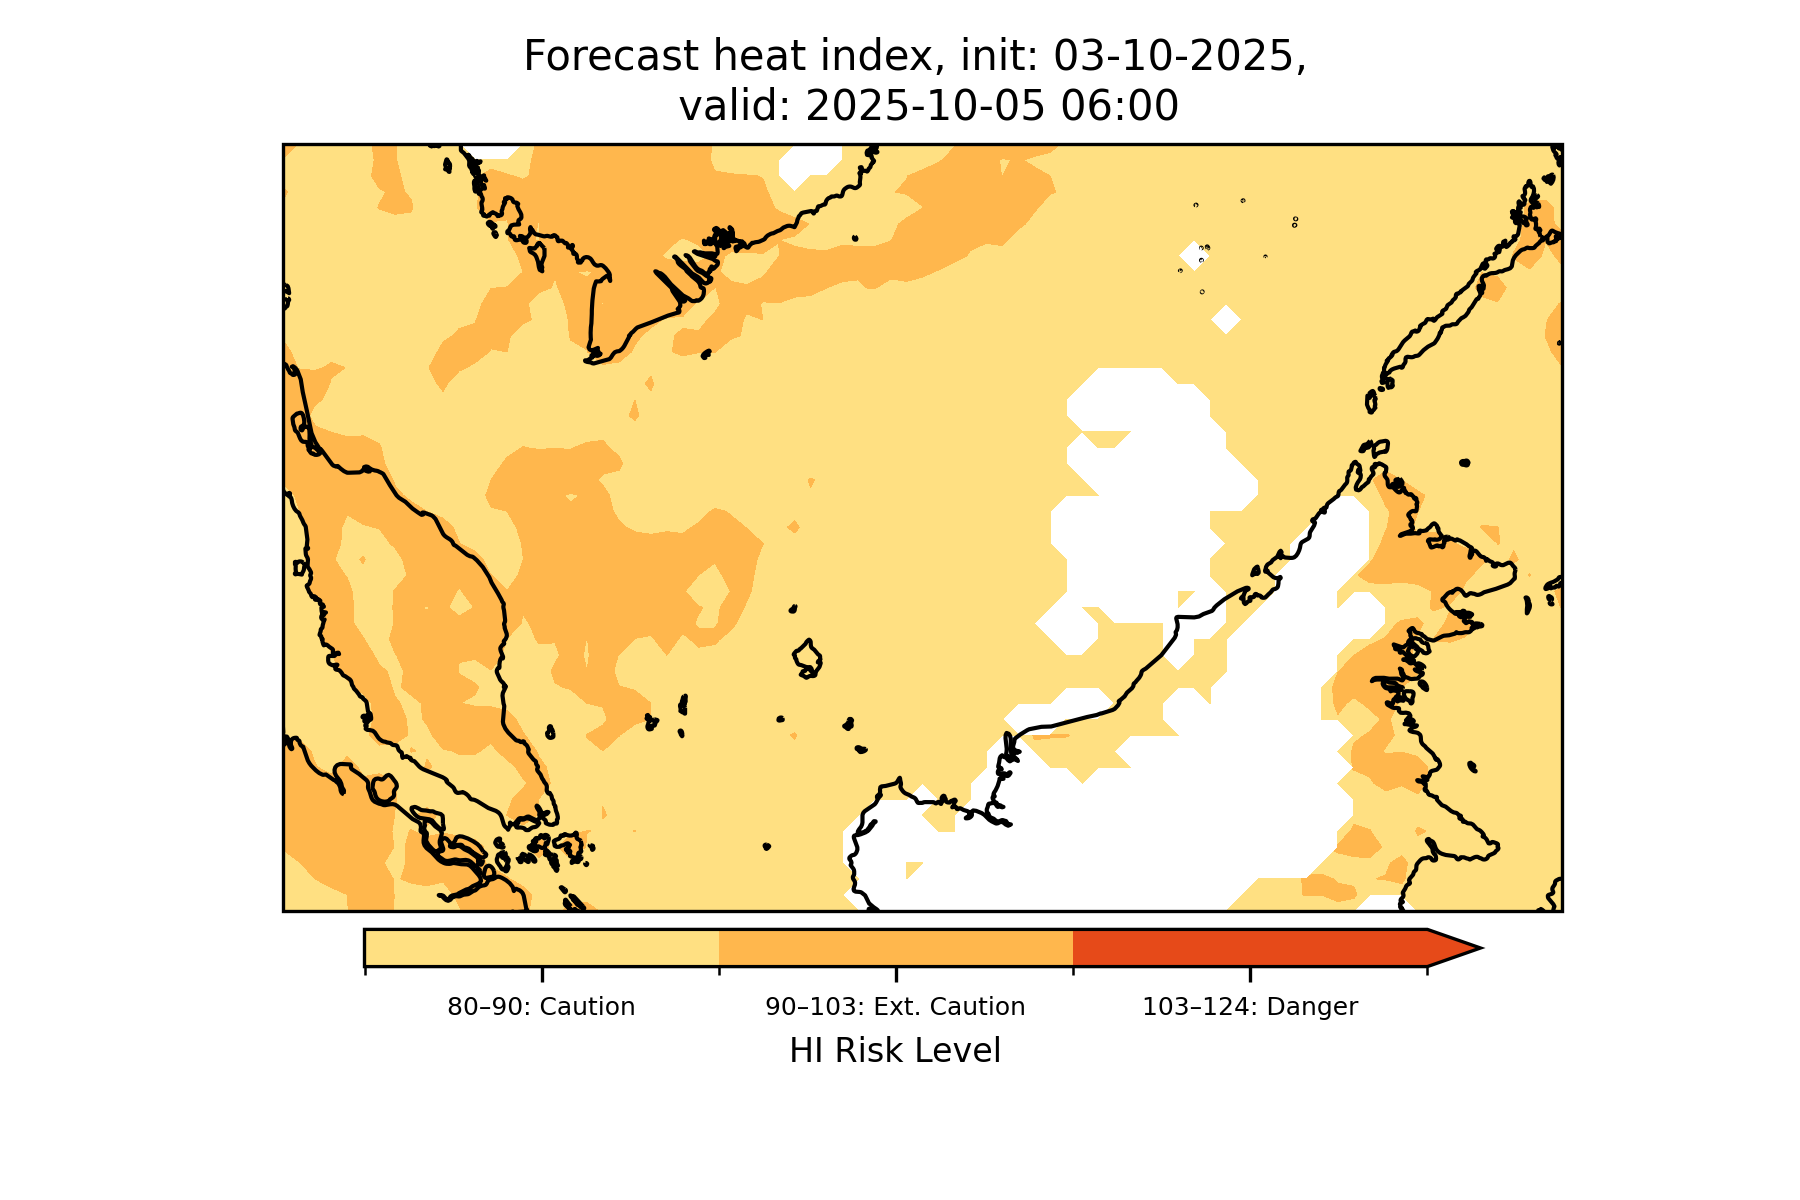 Forecast heat index, init: 03-10-2025,
valid: 2025-10-05 06:00
80–90: Caution
90–103: Ext. Caution
103–124: Danger
HI Risk Level